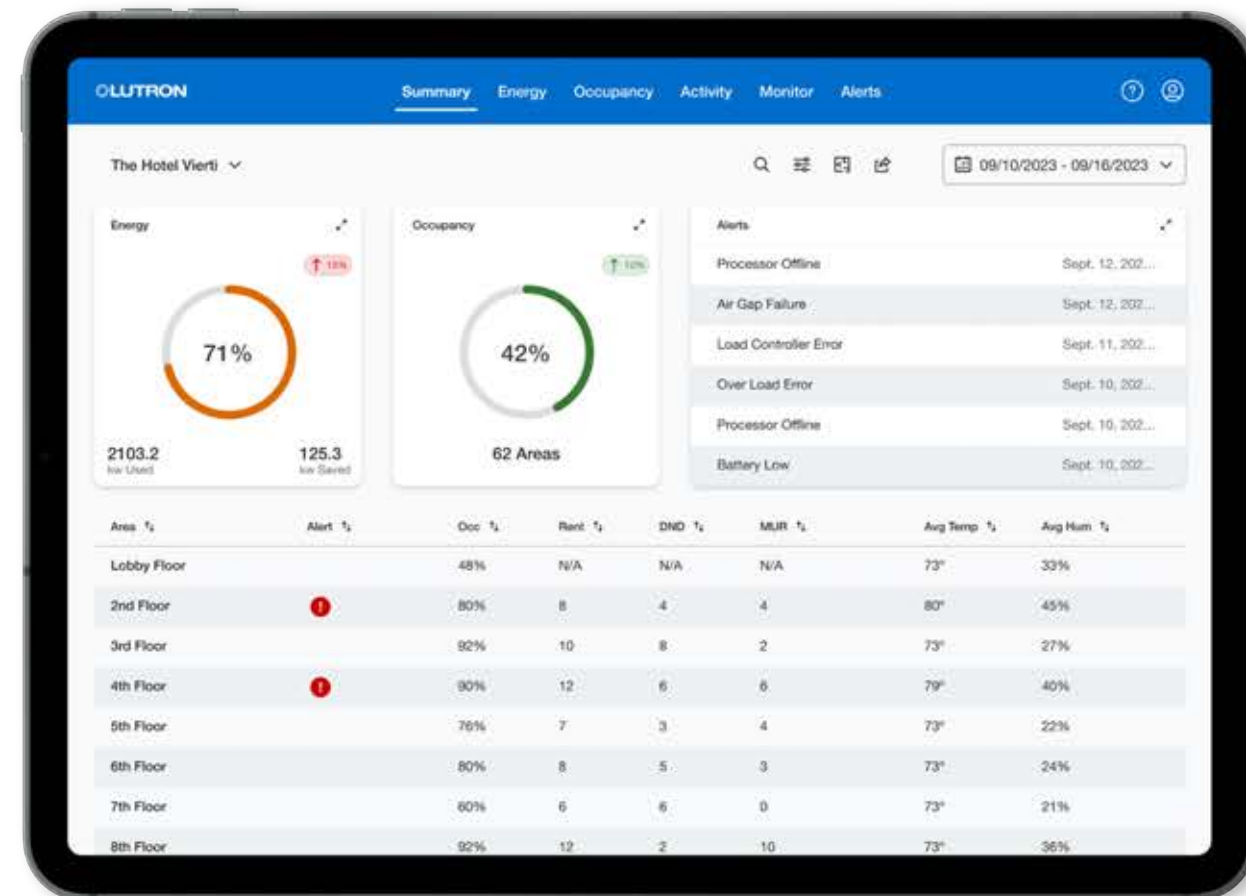 LUTRON
Summary Energy Occupancy Activity Monitor Alerts
The Hotel Vierti
09/10/2023 - 09/16/2023
Energy
71%
2103.2
kw Used
125.3
kw Saved
Occupancy
10%
42%
62 Areas
Alerts
Processor Offline Sept. 12, 202...
Air Gap Failure Sept. 12, 202...
Load Controller Error Sept. 11, 202...
Over Load Error Sept. 10, 202...
Processor Offline Sept. 10, 202...
Battery Low Sept. 10, 202...
Area Alert Occ Rent DND MUR Avg Temp Avg Hum
Lobby Floor 48% N/A N/A N/A 73° 33%
2nd Floor 80% 8 4 4 80° 45%
3rd Floor 92% 10 8 2 73° 27%
4th Floor 90% 12 6 6 79° 40%
5th Floor 76% 7 3 4 73° 22%
6th Floor 80% 8 5 3 73° 24%
7th Floor 60% 6 6 0 73° 21%
8th Floor 92% 12 2 10 73° 36%